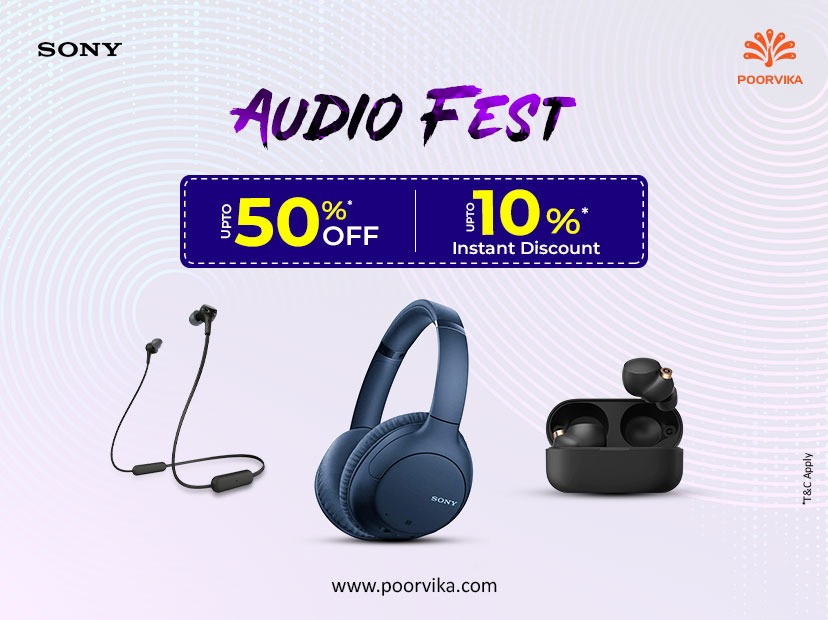 SONY
POORVIKA
AUDIO FEST
UPTO 50%* OFF
UPTO 10%*
Instant Discount
SONY
*T&C Apply
www.poorvika.com